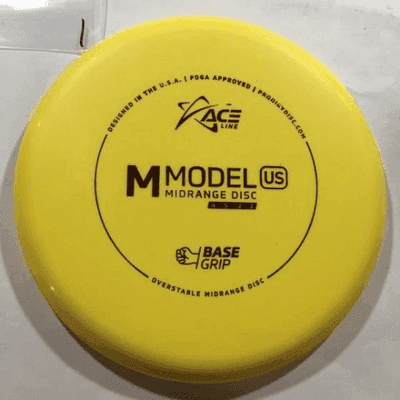 DESIGNED IN THE U.S.A. | PDGA APPROVED | PRODIGYDISC.COM
ACE
LINE
M MODEL US
MIDRANGE DISC
BASE
GRIP
OVERSTABLE MIDRANGE DISC